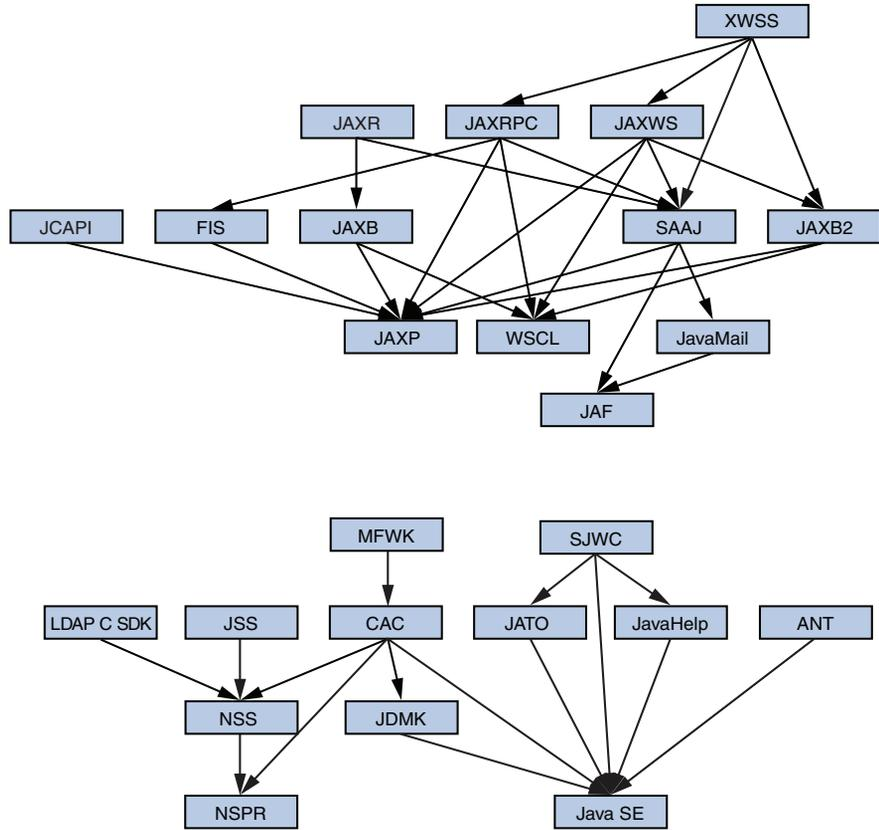 XWSS
JAXR
JAXRPC
JAXWS
JCAPI
FIS
JAXB
SAAJ
JAXB2
JAXP
WSCL
JavaMail
JAF
MFWK
SJWC
LDAP C SDK
JSS
CAC
JATO
JavaHelp
ANT
NSS
JDMK
NSPR
Java SE